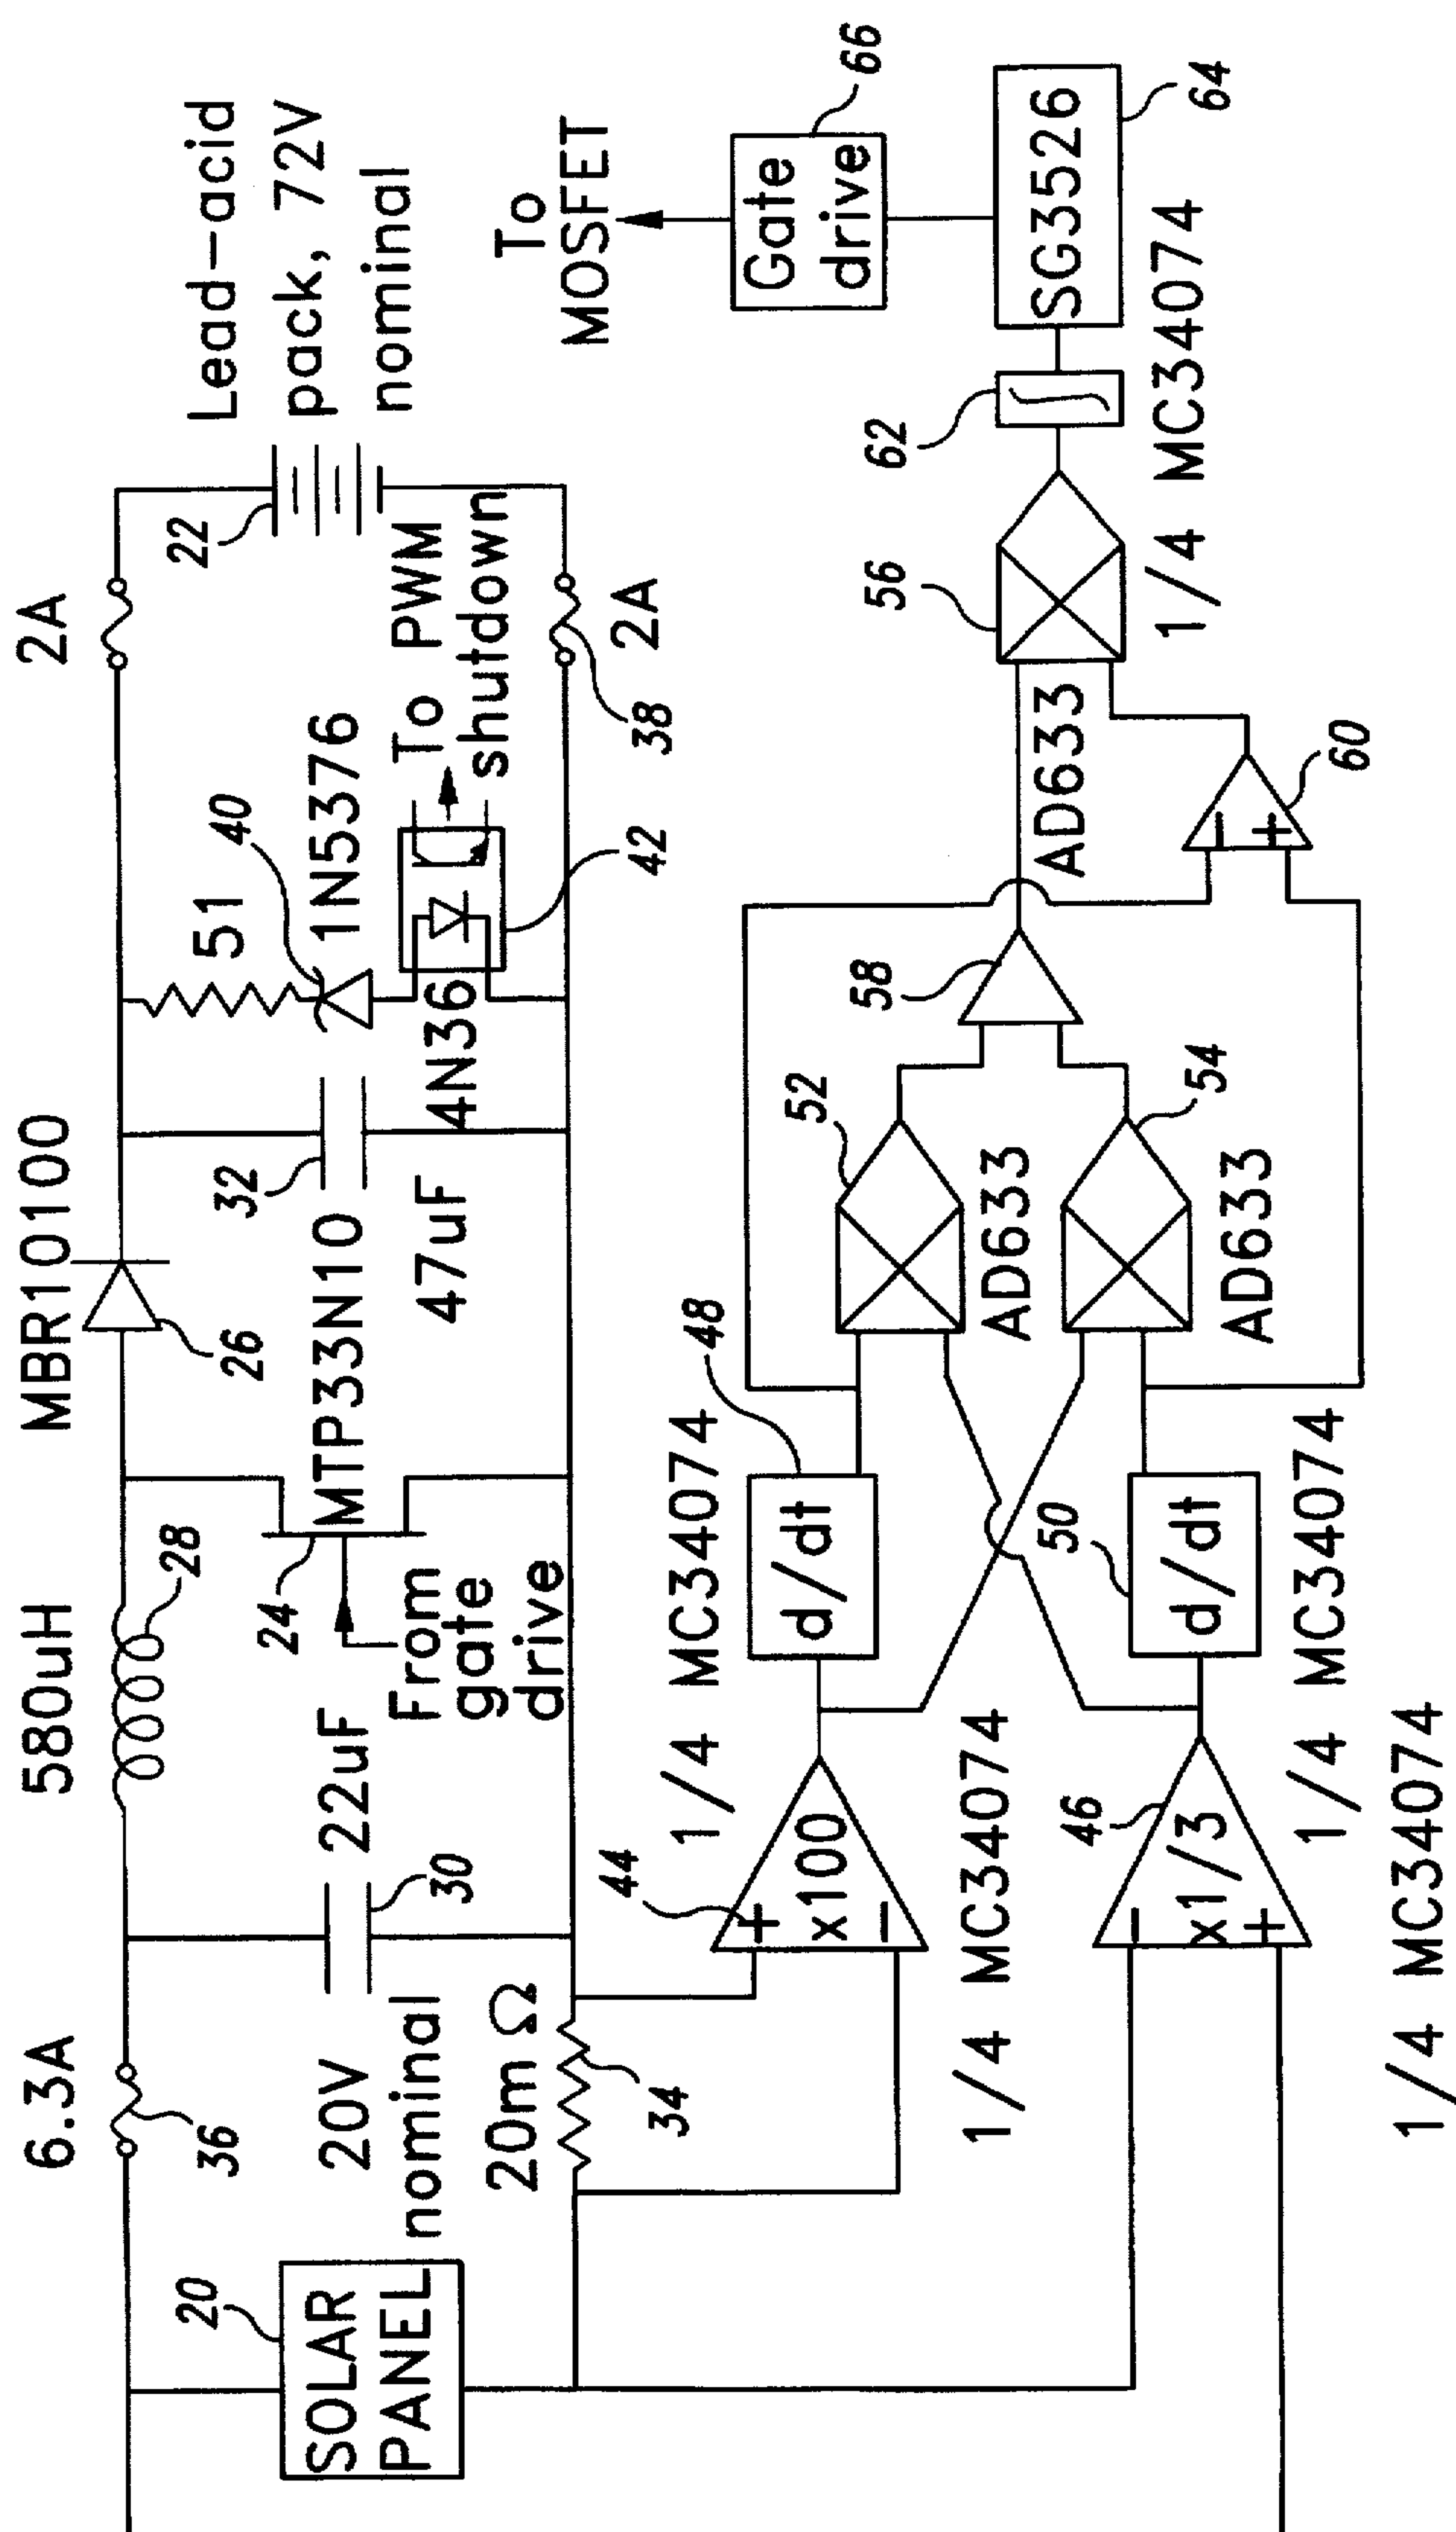 6.3A
580uH
MBR10100
2A
36
28
26
22
Lead-acid
pack, 72V
nominal
20
SOLAR
PANEL
20V
nominal
22uF
30
24
MTP33N10
From
gate
drive
32
47uF
51
40
1N5376
4N36
42
To PWM
shutdown
38
2A
20m Ω
34
To
MOSFET
44
+
x100
-
1/4 MC34074
48
d/dt
1/4 MC34074
52
AD633
58
62
66
Gate
drive
46
-
x1/3
+
1/4 MC34074
50
d/dt
1/4 MC34074
54
AD633
AD633
56
1/4 MC34074
60
-
+
SG3526
64